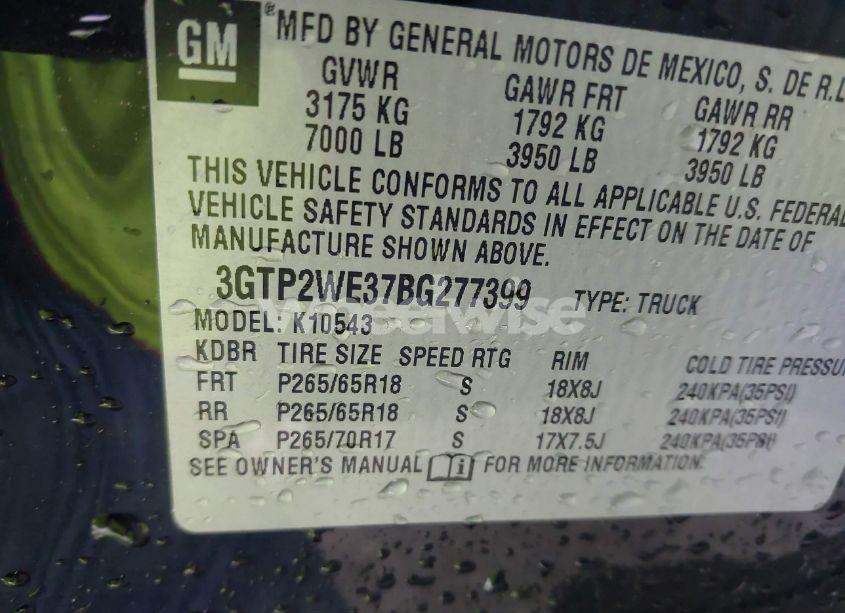 GM
® MFD BY GENERAL MOTORS DE MEXICO, S. DE R.L
GVWR GAWR FRT GAWR RR
3175 KG 1792 KG 1792 KG
7000 LB 3950 LB 3950 LB
THIS VEHICLE CONFORMS TO ALL APPLICABLE U.S. FEDERAL
VEHICLE SAFETY STANDARDS IN EFFECT ON THE DATE OF
MANUFACTURE SHOWN ABOVE.
3GTP2WE37BG277399 TYPE: TRUCK
MODEL: K10543
KDBR TIRE SIZE SPEED RTG RIM COLD TIRE PRESSU
FRT P265/65R18 S 18X8J 240KPA(35PSI)
RR P265/65R18 S 18X8J 240KPA(35PSI)
SPA P265/70R17 S 17X7.5J 240KPA(35PSI)
SEE OWNER'S MANUAL i FOR MORE INFORMATION.